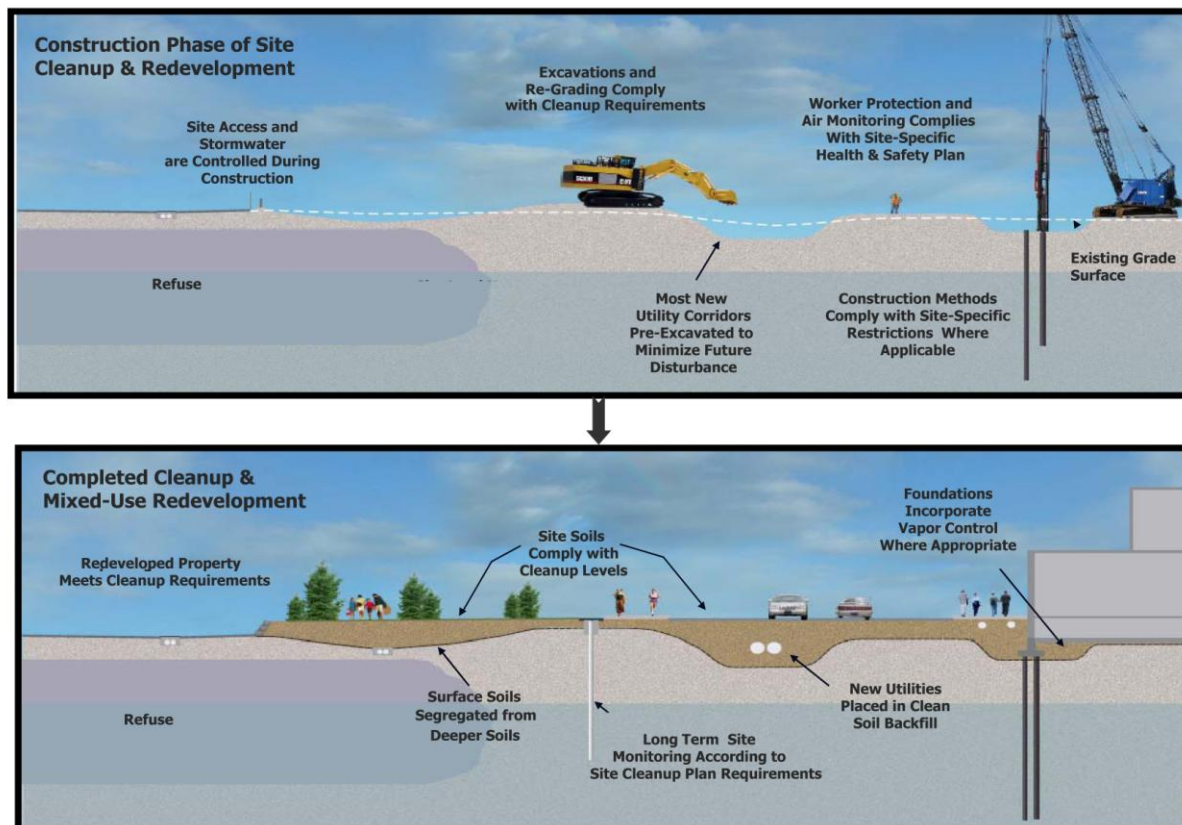 Construction Phase of Site
Cleanup & Redevelopment
Excavations and
Re-Grading Comply
with Cleanup Requirements
Worker Protection and
Air Monitoring Complies
With Site-Specific
Health & Safety Plan
Site Access and
Stormwater
are Controlled During
Construction
Refuse
Most New
Utility Corridors
Pre-Excavated to
Minimize Future
Disturbance
Construction Methods
Comply with Site-Specific
Restrictions Where
Applicable
Existing Grade
Surface
Completed Cleanup &
Mixed-Use Redevelopment
Redeveloped Property
Meets Cleanup Requirements
Site Soils
Comply with
Cleanup Levels
Foundations
Incorporate
Vapor Control
Where Appropriate
Refuse
Surface Soils
Segregated from
Deeper Soils
Long Term Site
Monitoring According to
Site Cleanup Plan Requirements
New Utilities
Placed in Clean
Soil Backfill